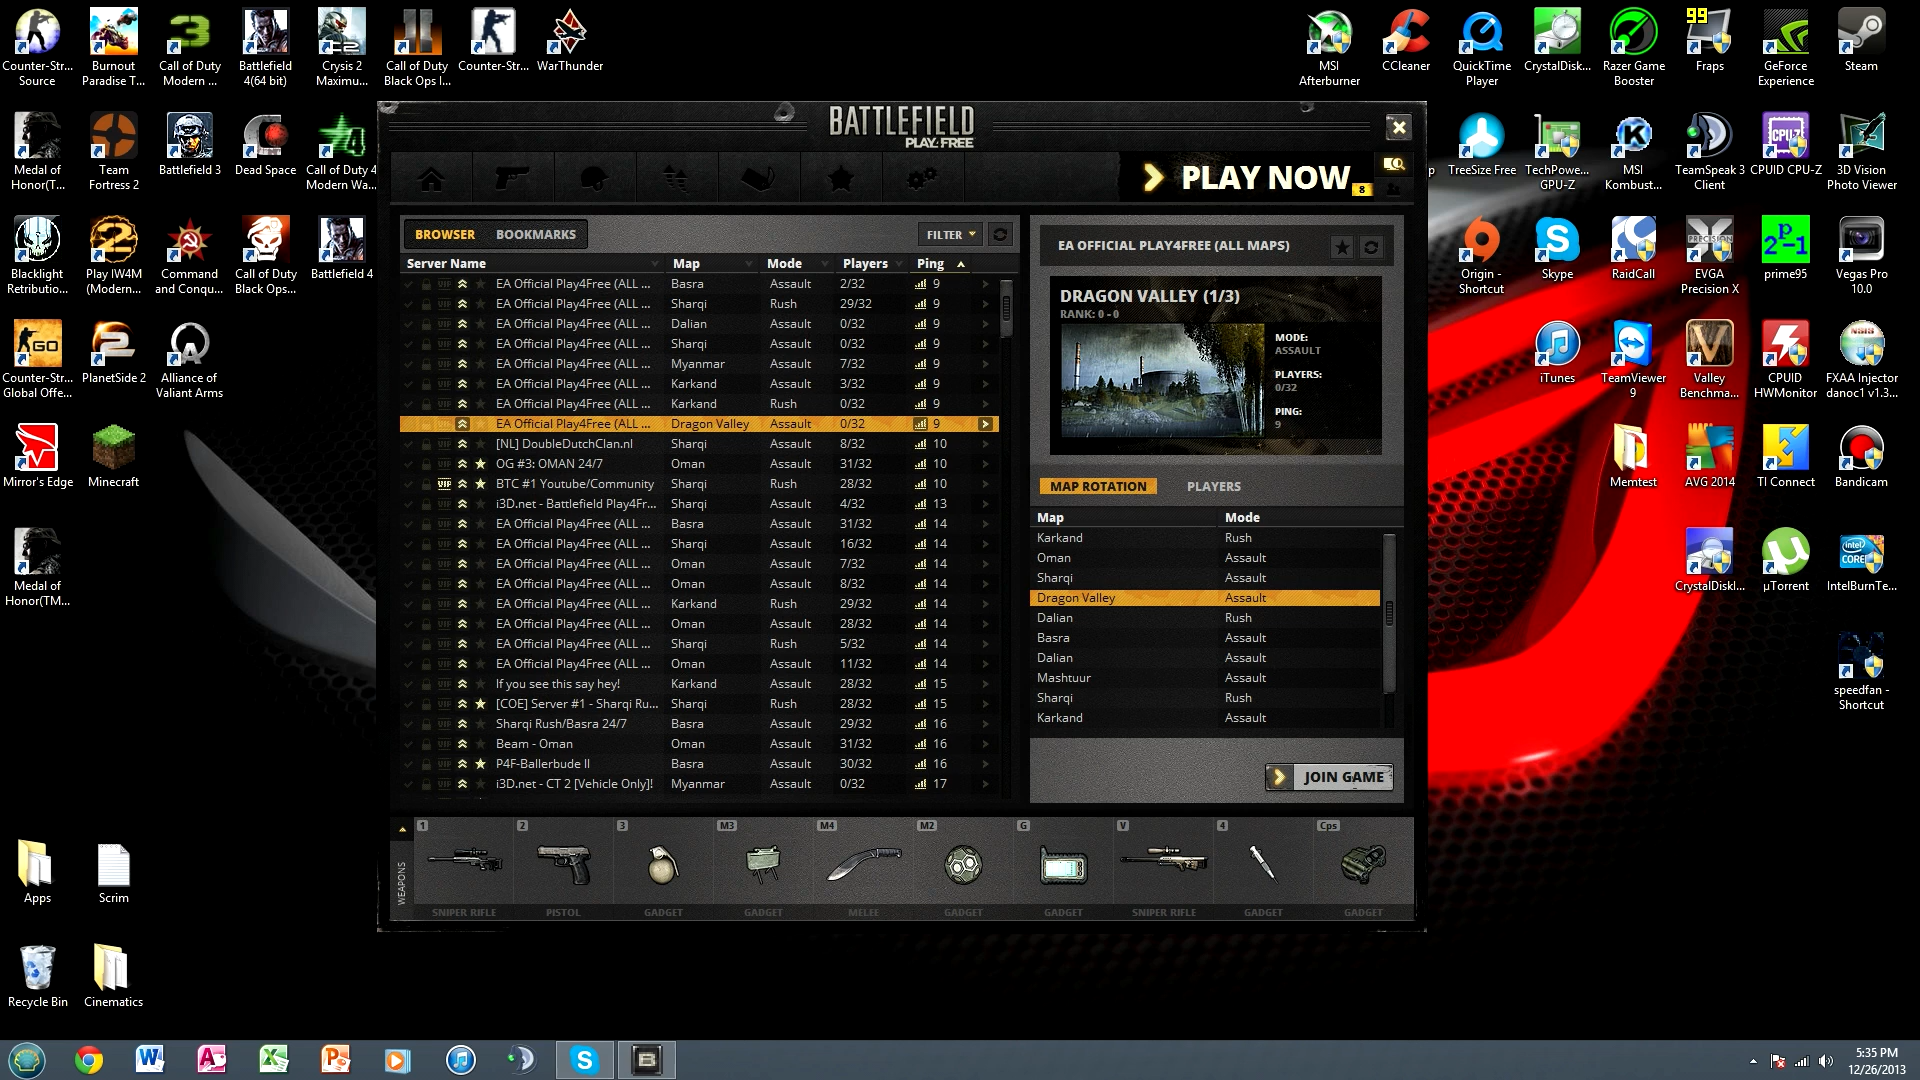 Counter-Str... Source
Burnout Paradise T...
Call of Duty Modern ...
Battlefield 4(64 bit)
Crysis 2 Maximu...
Call of Duty Black Ops I...
Counter-Str...
WarThunder
MSI Afterburner
CCleaner
QuickTime Player
CrystalDisk...
Razer Game Booster
99
Fraps
GeForce Experience
Steam
Medal of Honor(T...
Team Fortress 2
Battlefield 3
Dead Space
Call of Duty 4 Modern Wa...
TreeSize Free
TechPowe... GPU-Z
MSI Kombust...
TeamSpeak 3 Client
CPUID CPU-Z
3D Vision Photo Viewer
Blacklight Retributio...
Play IW4M (Modern...
Command and Conqu...
Call of Duty Black Ops...
Battlefield 4
Origin - Shortcut
Skype
RaidCall
EVGA Precision X
prime95
Vegas Pro 10.0
Counter-Str... Global Offe...
PlanetSide 2
Alliance of Valiant Arms
iTunes
TeamViewer 9
Valley Benchma...
CPUID HWMonitor
FXAA Injector danoc1 v1.3...
Mirror's Edge
Minecraft
Memtest
AVG 2014
TI Connect
Bandicam
Medal of Honor(TM...
CrystalDiskI...
µTorrent
IntelBurnTe...
speedfan - Shortcut
Apps
Scrim
Recycle Bin
Cinematics
BATTLEFIELD
PLAY4FREE
PLAY NOW
8
BROWSER BOOKMARKS
FILTER
Server Name Map Mode Players Ping
EA Official Play4Free (ALL ... Basra Assault 2/32 9
EA Official Play4Free (ALL ... Sharqi Rush 29/32 9
EA Official Play4Free (ALL ... Dalian Assault 0/32 9
EA Official Play4Free (ALL ... Sharqi Assault 0/32 9
EA Official Play4Free (ALL ... Myanmar Assault 7/32 9
EA Official Play4Free (ALL ... Karkand Assault 3/32 9
EA Official Play4Free (ALL ... Karkand Rush 0/32 9
EA Official Play4Free (ALL ... Dragon Valley Assault 0/32 9
[NL] DoubleDutchClan.nl Sharqi Assault 8/32 10
OG #3: OMAN 24/7 Oman Assault 31/32 10
VIP BTC #1 Youtube/Community Sharqi Rush 28/32 10
i3D.net - Battlefield Play4Fr... Sharqi Assault 4/32 13
EA Official Play4Free (ALL ... Basra Assault 31/32 14
EA Official Play4Free (ALL ... Sharqi Assault 16/32 14
EA Official Play4Free (ALL ... Oman Assault 7/32 14
EA Official Play4Free (ALL ... Oman Assault 8/32 14
EA Official Play4Free (ALL ... Karkand Rush 29/32 14
EA Official Play4Free (ALL ... Oman Assault 28/32 14
EA Official Play4Free (ALL ... Sharqi Rush 5/32 14
EA Official Play4Free (ALL ... Oman Assault 11/32 14
If you see this say hey! Karkand Assault 28/32 15
[COE] Server #1 - Sharqi Ru... Sharqi Rush 28/32 15
Sharqi Rush/Basra 24/7 Basra Assault 29/32 16
Beam - Oman Oman Assault 31/32 16
P4F-Ballerbude II Basra Assault 30/32 16
i3D.net - CT 2 [Vehicle Only]! Myanmar Assault 0/32 17
EA OFFICIAL PLAY4FREE (ALL MAPS)
DRAGON VALLEY (1/3)
RANK: 0 - 0
MODE:
ASSAULT
PLAYERS:
0/32
PING:
9
MAP ROTATION PLAYERS
Map Mode
Karkand Rush
Oman Assault
Sharqi Assault
Dragon Valley Assault
Dalian Rush
Basra Assault
Dalian Assault
Mashtuur Assault
Sharqi Rush
Karkand Assault
JOIN GAME
WEAPONS
1 2 3 M3 M4 M2 G V 4 Cps
SNIPER RIFLE PISTOL GADGET GADGET MELEE GADGET GADGET SNIPER RIFLE GADGET GADGET
5:35 PM
12/26/2013